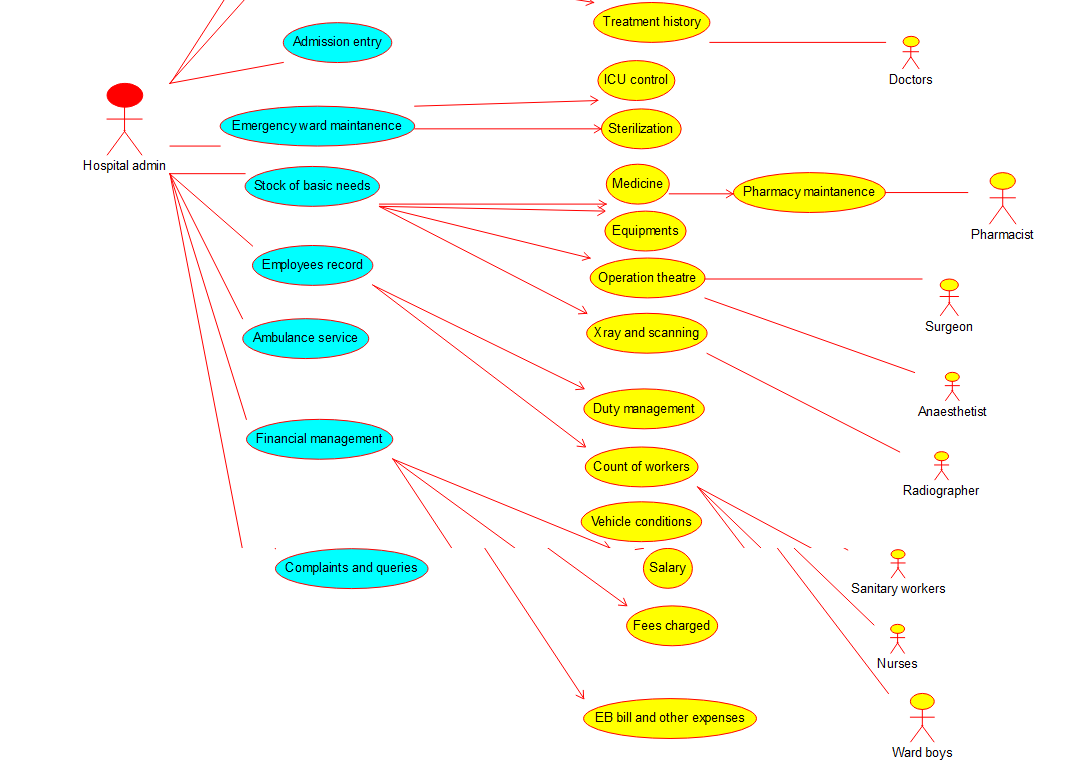 Treatment history
Admission entry
Doctors
ICU control
Emergency ward maintanence
Sterilization
Hospital admin
Stock of basic needs
Medicine
Pharmacy maintanence
Pharmacist
Equipments
Employees record
Operation theatre
Surgeon
Ambulance service
Xray and scanning
Anaesthetist
Duty management
Financial management
Count of workers
Radiographer
Vehicle conditions
Complaints and queries
Salary
Sanitary workers
Fees charged
Nurses
EB bill and other expenses
Ward boys